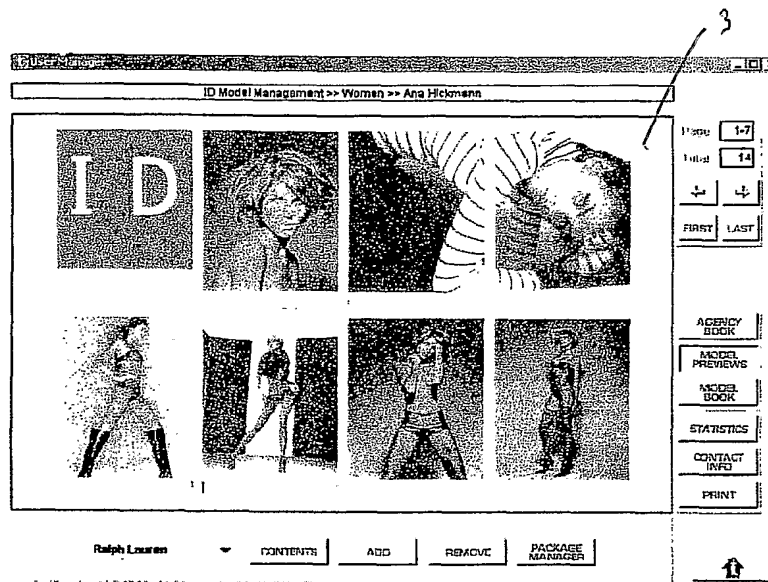 3
ID Model Management >> Women >> Ana Hickmann
I D
Page 1-7
Total 14
FIRST LAST
AGENCY
BOOK
MODEL
PREVIEWS
MODEL
BOOK
STATISTICS
CONTACT
INFO
PRINT
Ralph Lauren
CONTENTS ADD REMOVE PACKAGE
MANAGER